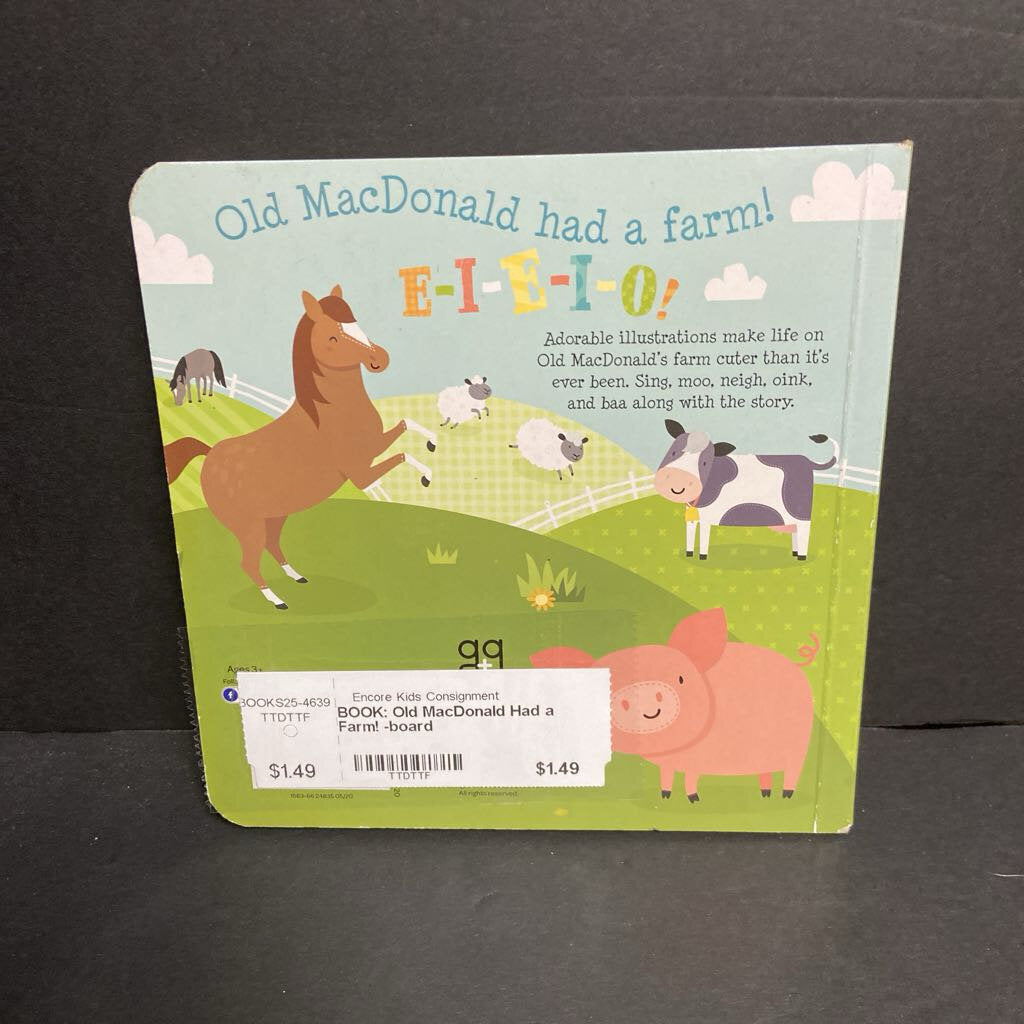 Old MacDonald had a farm!
E-I-E-I-O!
Adorable illustrations make life on
Old MacDonald's farm cuter than it's
ever been. Sing, moo, neigh, oink,
and baa along with the story.
Ages 3+
BOOKS25-4639
TTDTTF
$1.49
Encore Kids Consignment
BOOK: Old MacDonald Had a
Farm! -board
TTDTTF
$1.49
All rights reserved.